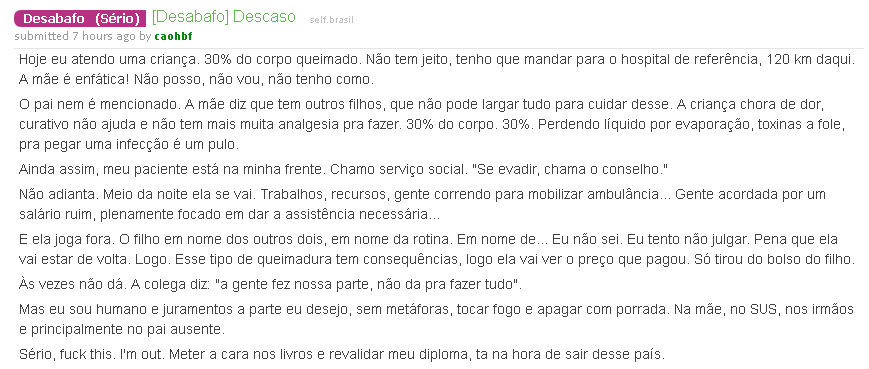 Desabafo (Sério) [Desabafo] Descaso self.brasil
submitted 7 hours ago by caohbf
Hoje eu atendo uma criança. 30% do corpo queimado. Não tem jeito, tenho que mandar para o hospital de referência, 120 km daqui.
A mãe é enfática! Não posso, não vou, não tenho como.
O pai nem é mencionado. A mãe diz que tem outros filhos, que não pode largar tudo para cuidar desse. A criança chora de dor,
curativo não ajuda e não tem mais muita analgesia pra fazer. 30% do corpo. 30%. Perdendo líquido por evaporação, toxinas a fole,
pra pegar uma infecção é um pulo.
Ainda assim, meu paciente está na minha frente. Chamo serviço social. "Se evadir, chama o conselho."
Não adianta. Meio da noite ela se vai. Trabalhos, recursos, gente correndo para mobilizar ambulância... Gente acordada por um
salário ruim, plenamente focado em dar a assistência necessária...
E ela joga fora. O filho em nome dos outros dois, em nome da rotina. Em nome de... Eu não sei. Eu tento não julgar. Pena que ela
vai estar de volta. Logo. Esse tipo de queimadura tem consequências, logo ela vai ver o preço que pagou. Só tirou do bolso do filho.
Às vezes não dá. A colega diz: "a gente fez nossa parte, não da pra fazer tudo".
Mas eu sou humano e juramentos a parte eu desejo, sem metáforas, tocar fogo e apagar com porrada. Na mãe, no SUS, nos irmãos
e principalmente no pai ausente.
Sério, fuck this. I'm out. Meter a cara nos livros e revalidar meu diploma, ta na hora de sair desse país.